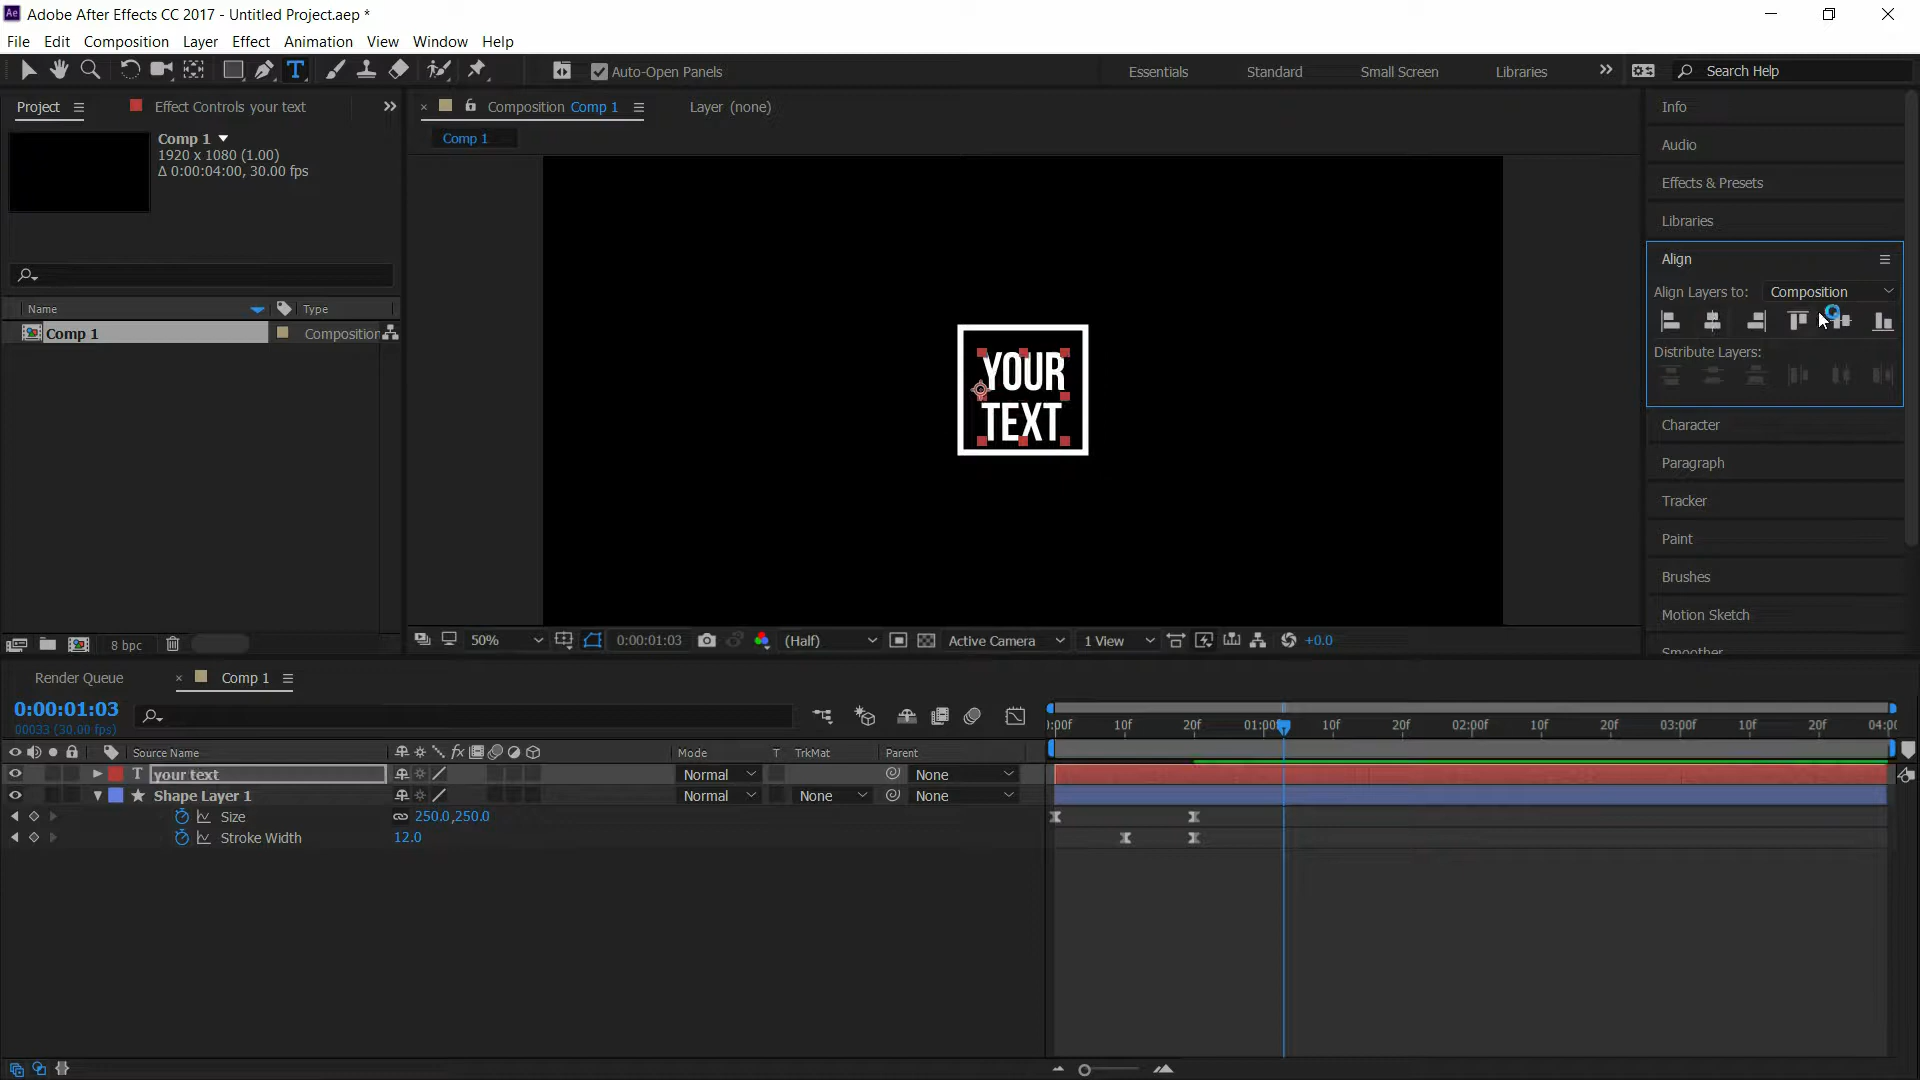 Ae Adobe After Effects CC 2017 - Untitled Project.aep *
File Edit Composition Layer Effect Animation View Window Help
T Auto-Open Panels Essentials Standard Small Screen Libraries Search Help
Project Effect Controls your text
Composition Comp 1 Layer (none)
Comp 1
Comp 1
1920 x 1080 (1.00)
Δ 0:00:04:00, 30.00 fps
Name Type
Comp 1 Composition
YOUR
TEXT
Info
Audio
Effects & Presets
Libraries
Align
Align Layers to: Composition
Distribute Layers:
Character
Paragraph
Tracker
Paint
Brushes
Motion Sketch
Smoother
8 bpc
50% 0:00:01:03 (Half) Active Camera 1 View +0.0
Render Queue Comp 1
0:00:01:03
00033 (30.00 fps)
):00f 10f 20f 01:00f 10f 20f 02:00f 10f 20f 03:00f 10f 20f 04:00
Source Name fx Mode T TrkMat Parent
T your text Normal None
Shape Layer 1 Normal None None
Size 250.0,250.0
Stroke Width 12.0